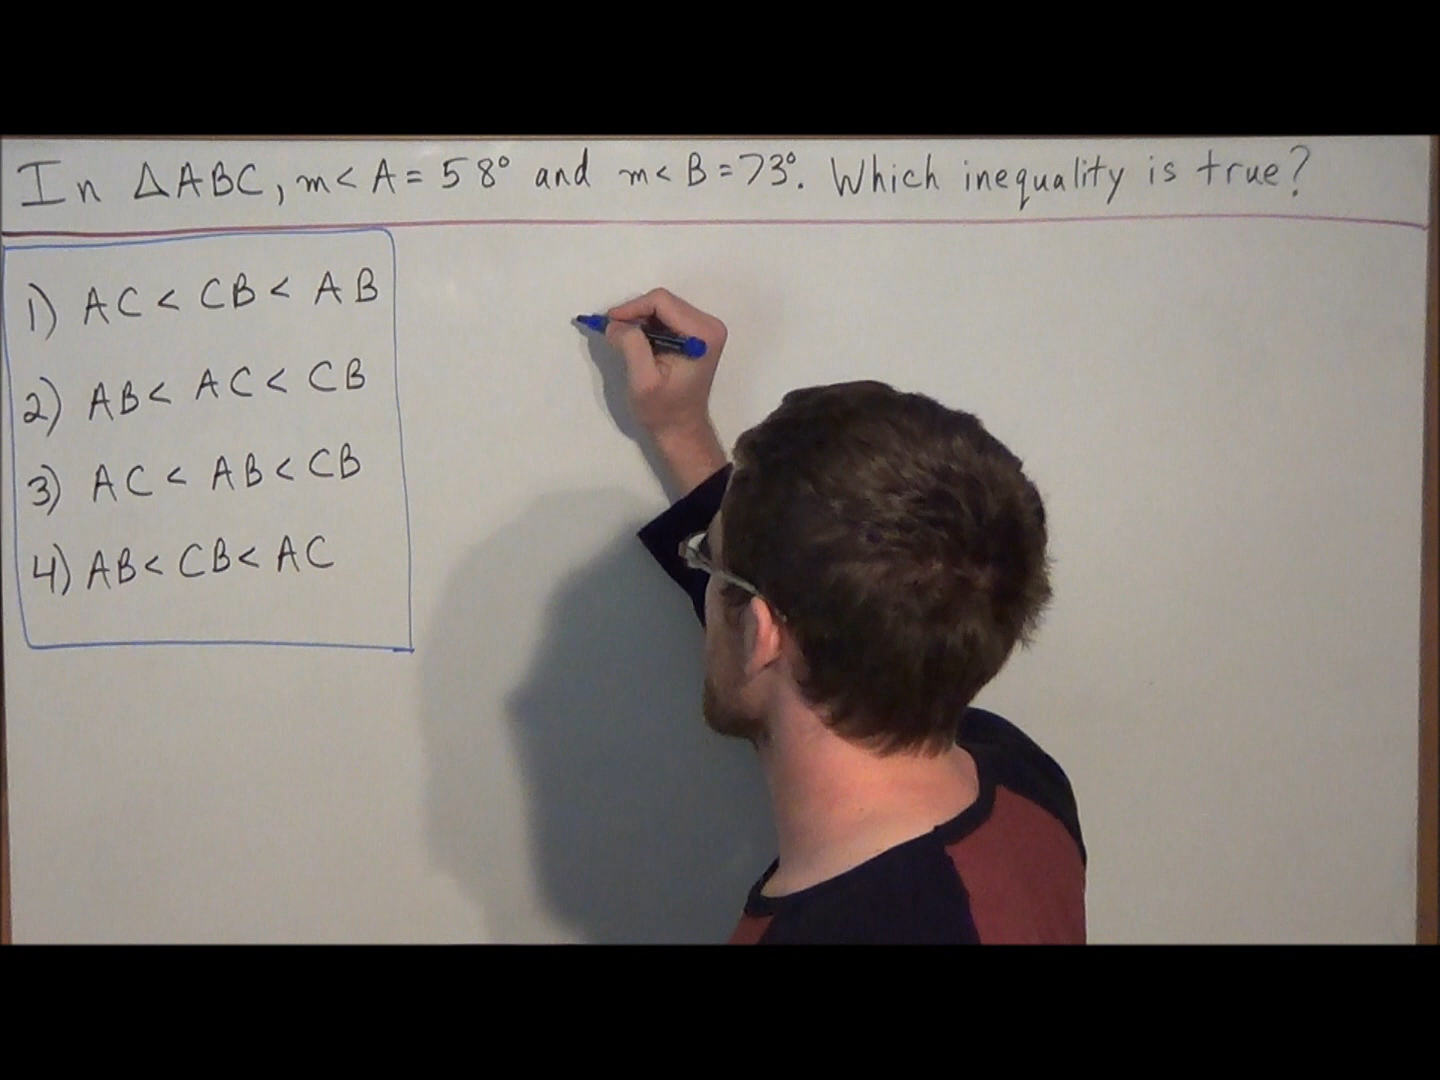 In △ABC, m< A = 58° and m< B = 73°. Which inequality is true?
1) AC < CB < AB
2) AB < AC < CB
3) AC < AB < CB
4) AB < CB < AC